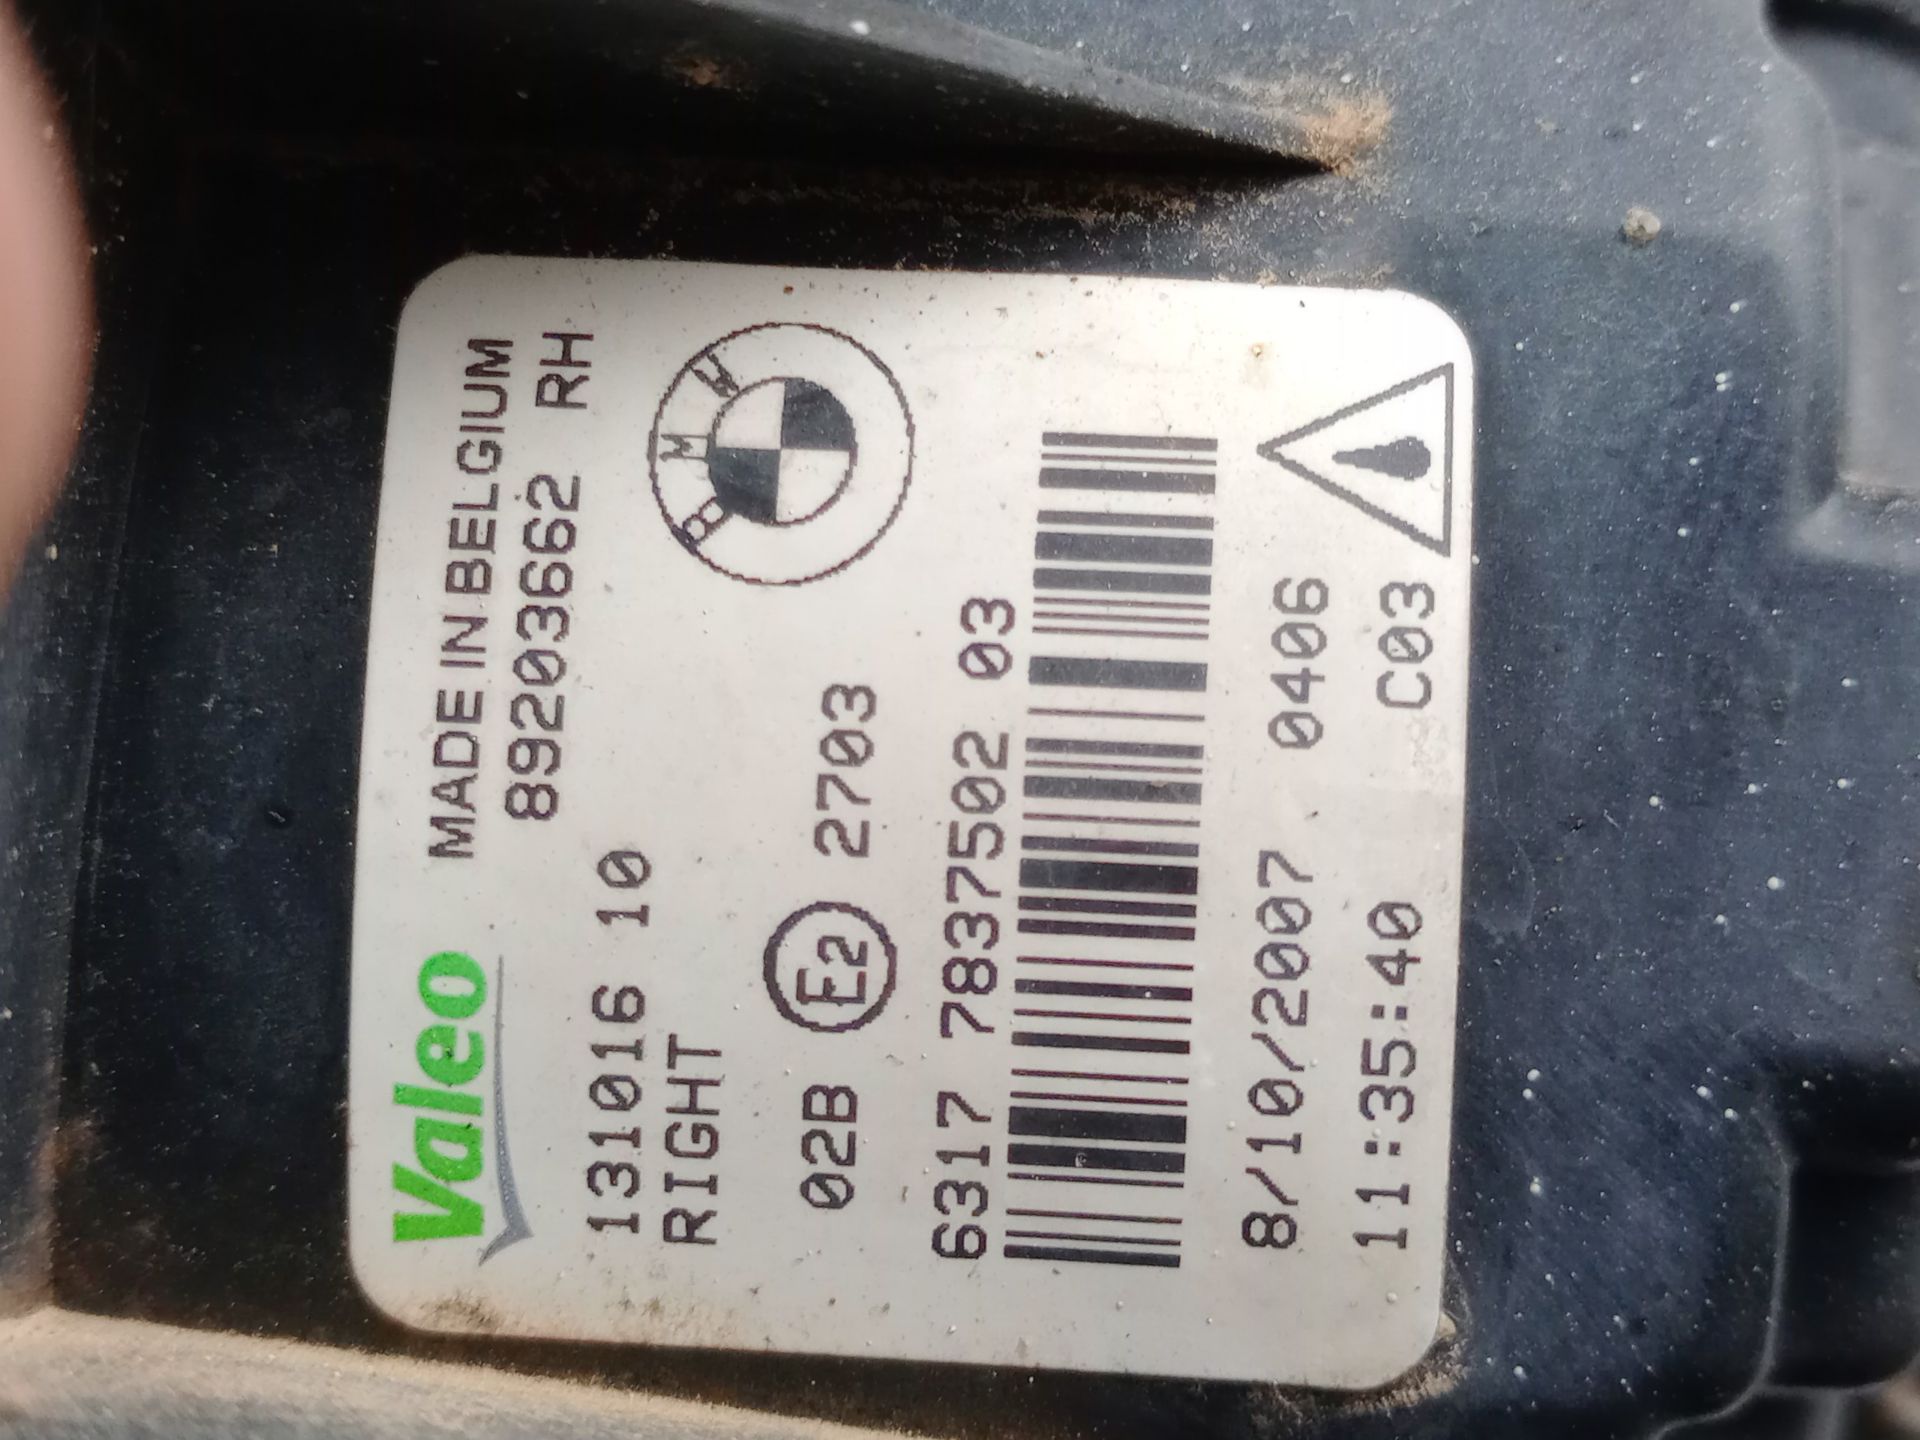 Valeo MADE IN BELGIUM
89203662 RH
131016 10
RIGHT
BMW
02B E2 2703
6317 7837502 03
8/10/2007 0406
11:35:40 C03